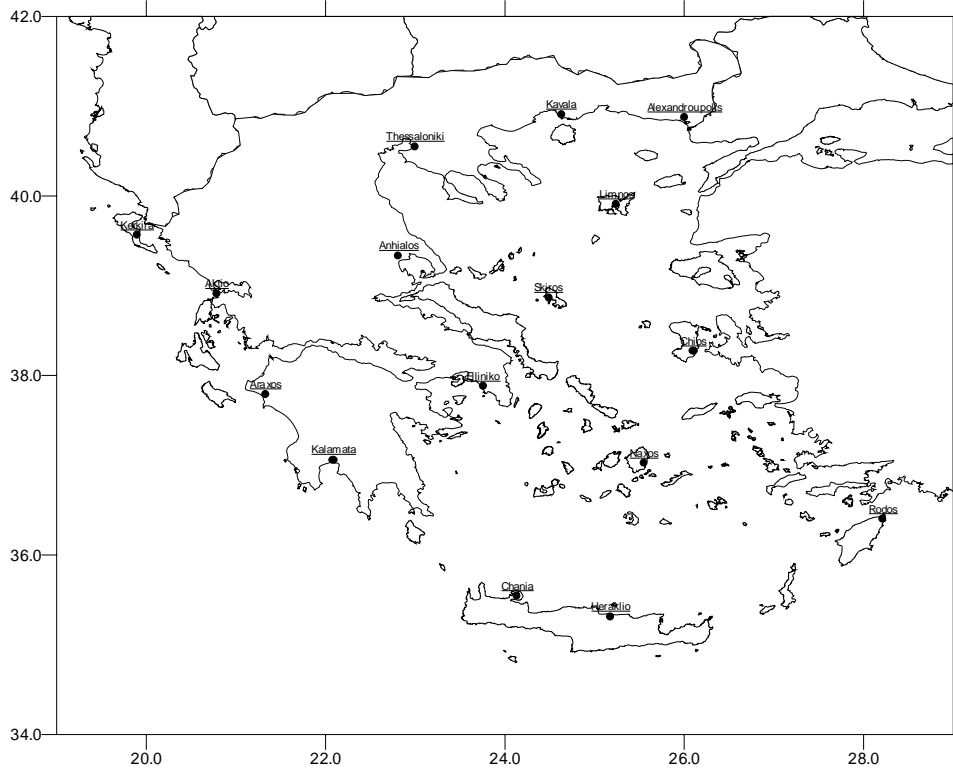 42.0
Kavala
Alexandroupolis
Thessaloniki
40.0
Limnos
Kerkira
Anhialos
Aktio
Skiros
Chios
38.0
Elliniko
Araxos
Kalamata
Naxos
Rodos
36.0
Chania
Heraklio
34.0
20.0 22.0 24.0 26.0 28.0